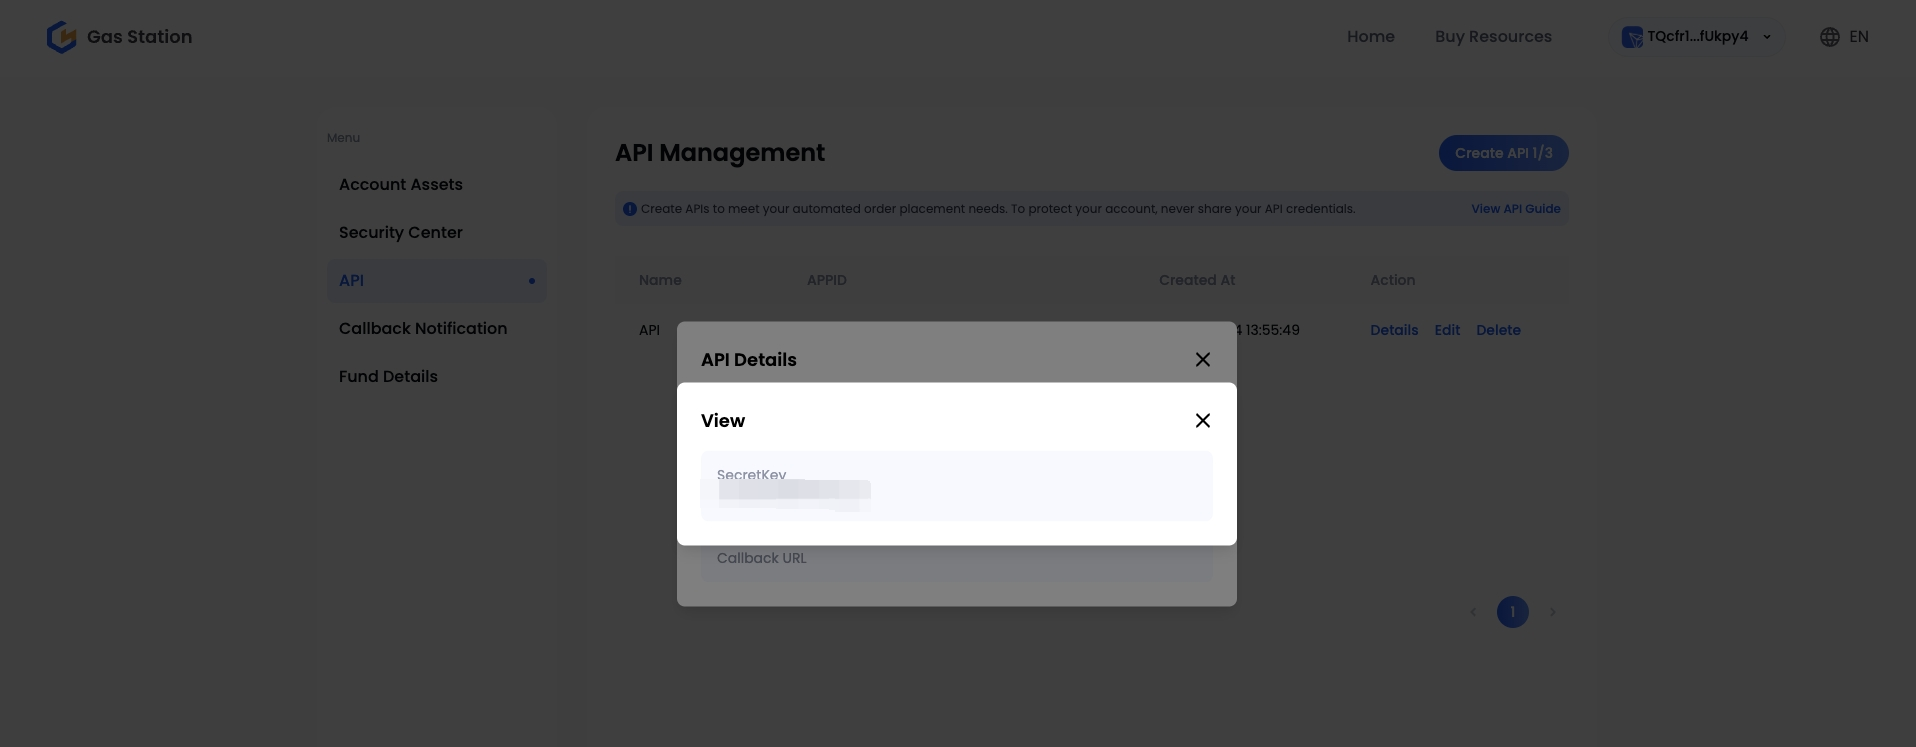 Gas Station
Home
Buy Resources
TQcfr1...fUkpy4
EN
Menu
Account Assets
Security Center
API
Callback Notification
Fund Details
API Management
Create API 1/3
Create APIs to meet your automated order placement needs. To protect your account, never share your API credentials.
View API Guide
Name APPID Created At Action
API 4 13:55:49 Details Edit Delete
API Details
View
SecretKey
Callback URL
1